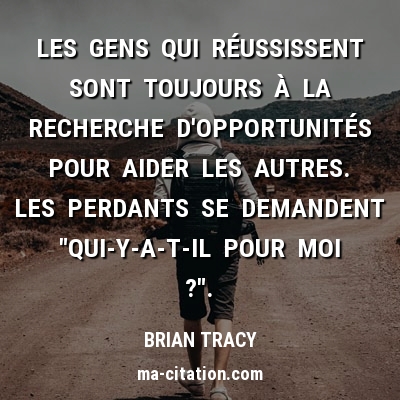 LES GENS QUI RÉUSSISSENT
SONT TOUJOURS À LA
RECHERCHE D'OPPORTUNITÉS
POUR AIDER LES AUTRES.
LES PERDANTS SE DEMANDENT
"QUI-Y-A-T-IL POUR MOI
?".
BRIAN TRACY
ma-citation.com